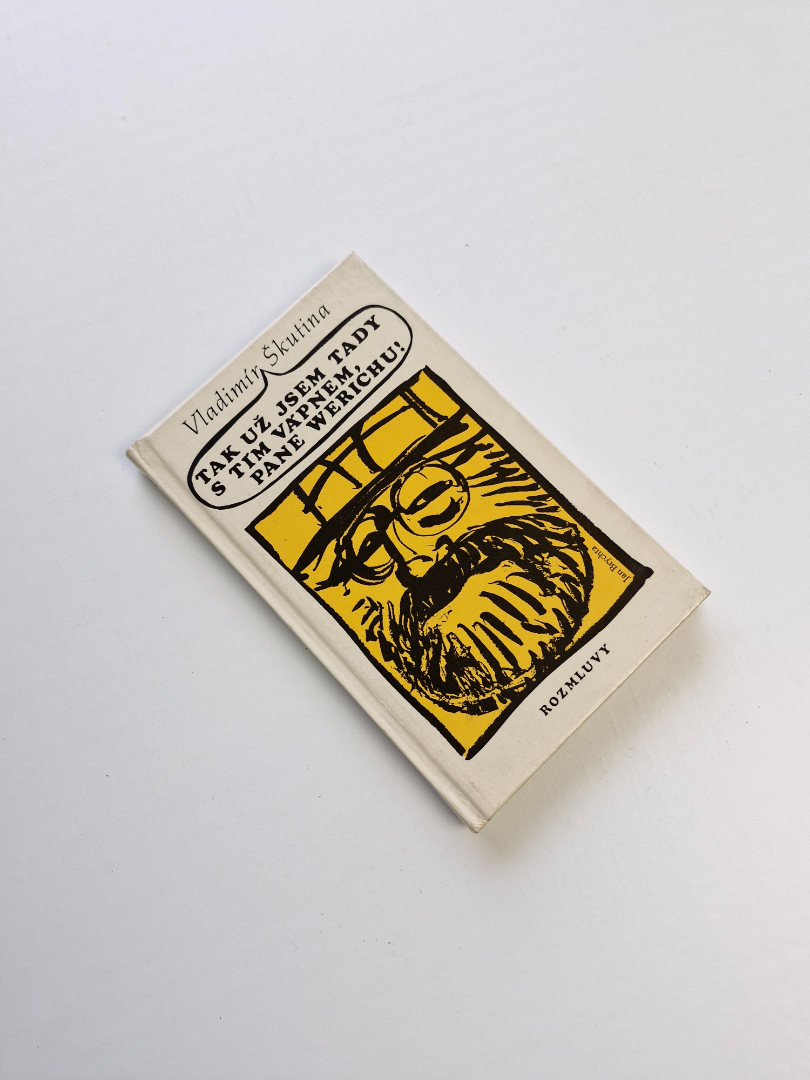 Vladimír Škutina
TAK UŽ JSEM TADY
S TÍM VÁPNEM,
PANE WERICHU!
Jan Brychta
ROZMLUVY